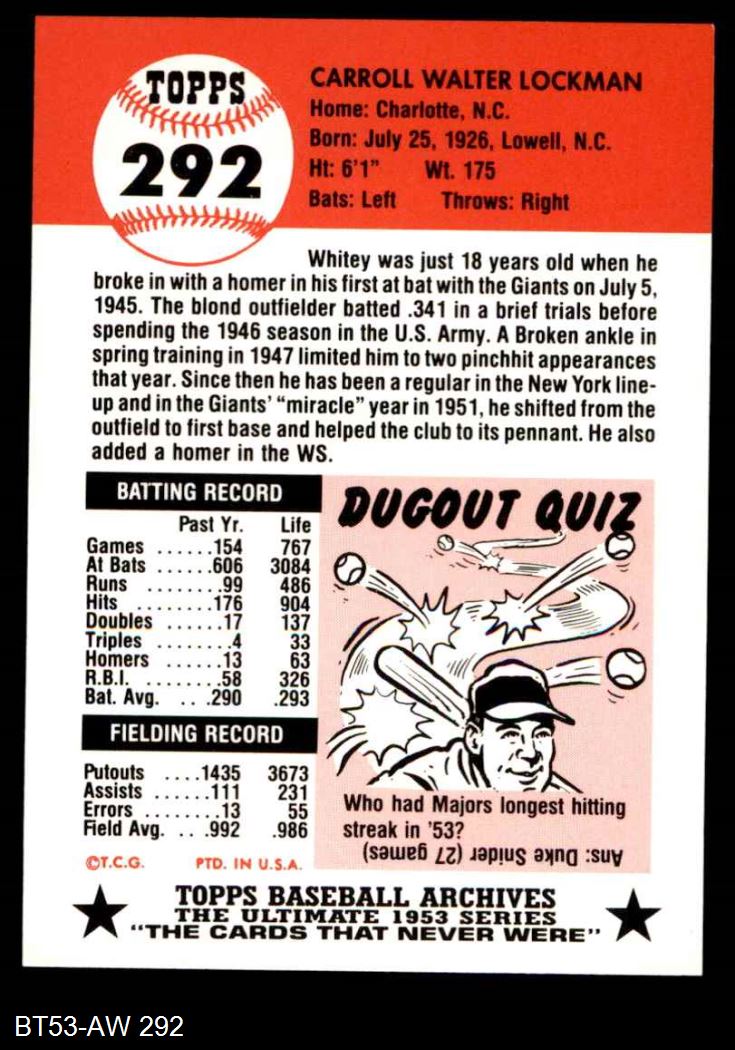 TOPPS
292
CARROLL WALTER LOCKMAN
Home: Charlotte, N.C.
Born: July 25, 1926, Lowell, N.C.
Ht: 6'1" Wt. 175
Bats: Left Throws: Right
Whitey was just 18 years old when he
broke in with a homer in his first at bat with the Giants on July 5,
1945. The blond outfielder batted .341 in a brief trials before
spending the 1946 season in the U.S. Army. A Broken ankle in
spring training in 1947 limited him to two pinchhit appearances
that year. Since then he has been a regular in the New York line-
up and in the Giants' "miracle" year in 1951, he shifted from the
outfield to first base and helped the club to its pennant. He also
added a homer in the WS.
BATTING RECORD
Past Yr. Life
Games ......154 767
At Bats ......606 3084
Runs .......99 486
Hits ........176 904
Doubles ......17 137
Triples .......4 33
Homers ......13 63
R.B.I. .......58 326
Bat. Avg. . . .290 .293
FIELDING RECORD
Putouts ....1435 3673
Assists ......111 231
Errors ........13 55
Field Avg. . . .992 .986
©T.C.G. PTD. IN U.S.A.
DUGOUT QUIZ
Who had Majors longest hitting
streak in '53?
Ans: Duke Snider (27 games)
TOPPS BASEBALL ARCHIVES
THE ULTIMATE 1953 SERIES
"THE CARDS THAT NEVER WERE"
BT53-AW 292